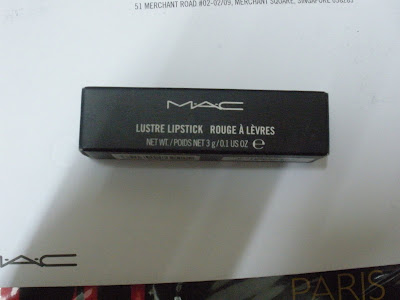 51 MERCHANT ROAD #02-02/09, MERCHANT SQUARE, SINGAPORE 058283
MAC
LUSTRE LIPSTICK ROUGE À LÈVRES
NET WT. / POIDS NET 3 g / 0.1 US OZ ℮
MAC
PARIS